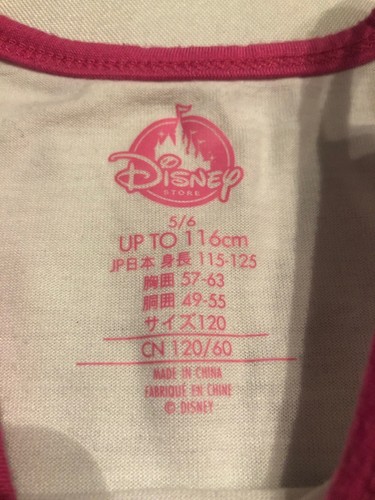 Disney
STORE
5/6
UP TO 116cm
JP日本 身長 115-125
胸囲 57-63
胴囲 49-55
サイズ120
CN 120/60
MADE IN CHINA
FABRIQUÉ EN CHINE
© DISNEY